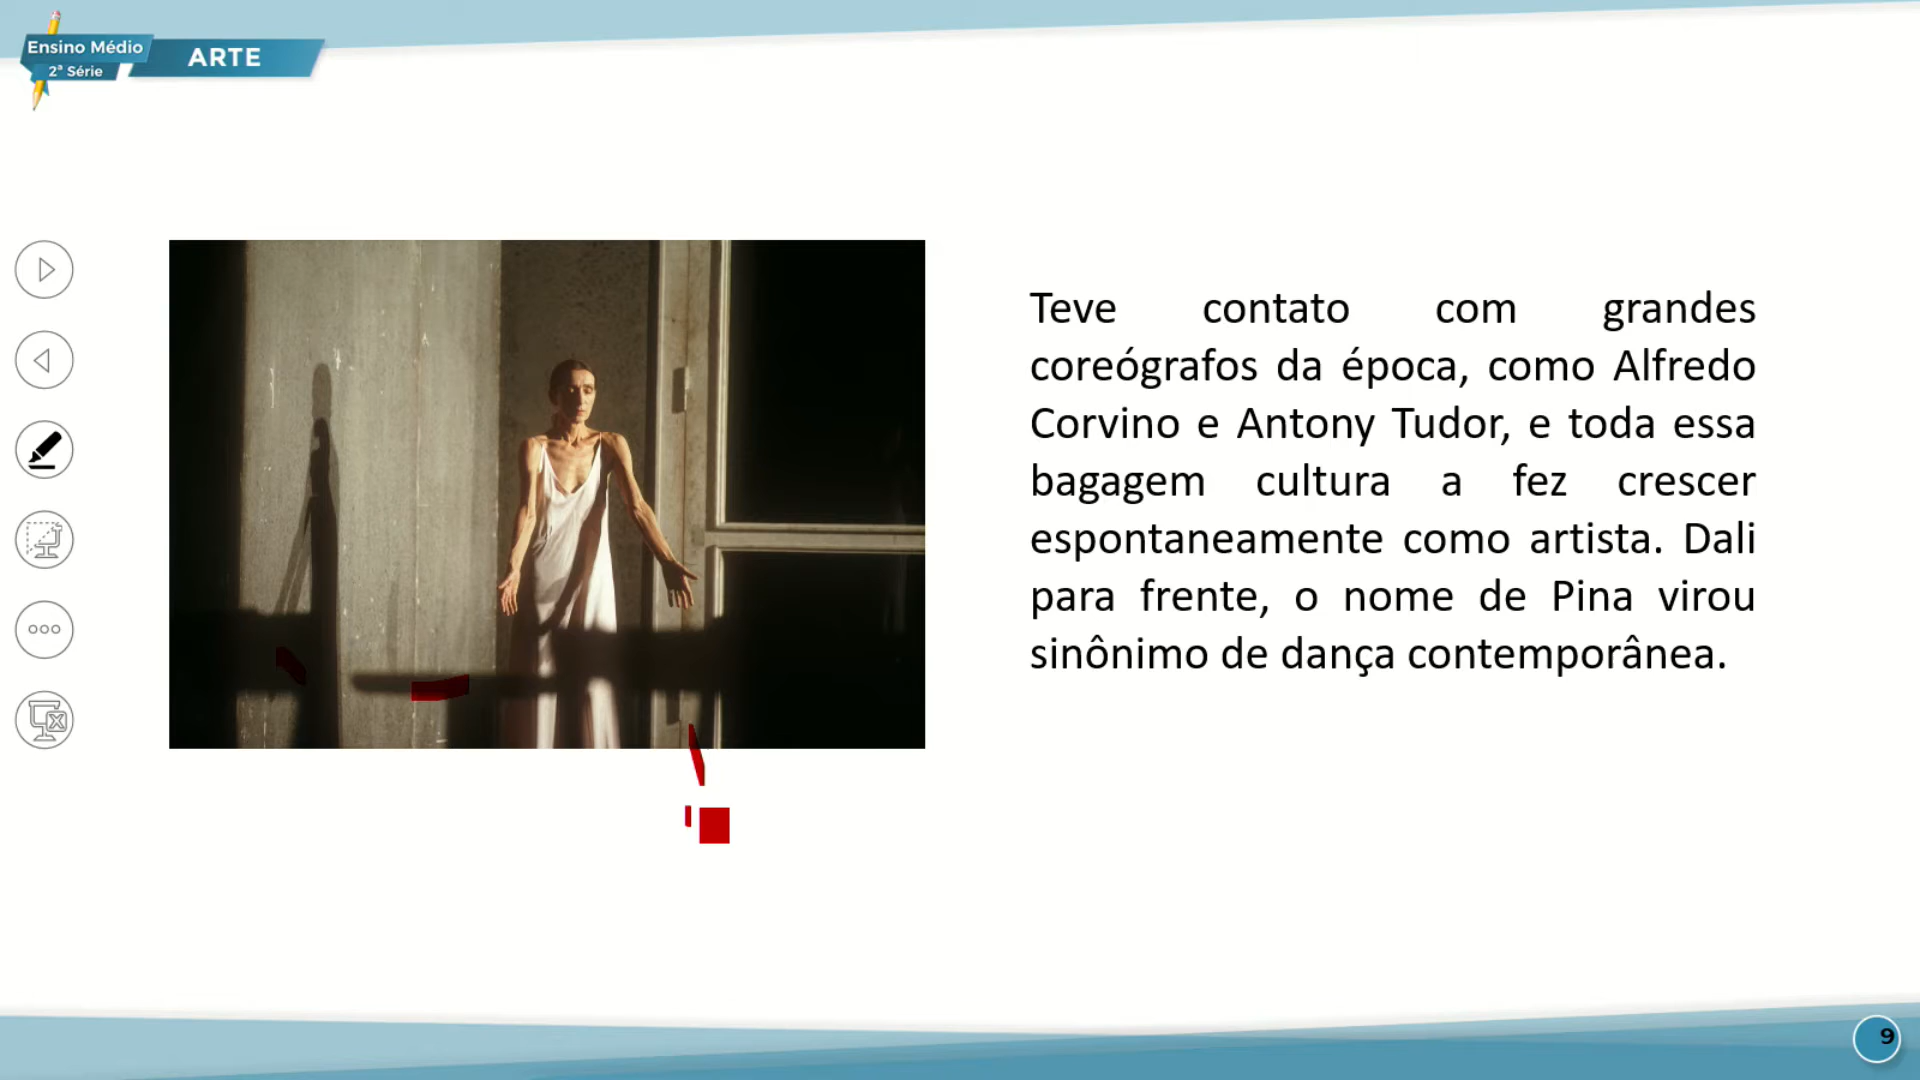 Ensino Médio
2ª Série
ARTE
Teve contato com grandes
coreógrafos da época, como Alfredo
Corvino e Antony Tudor, e toda essa
bagagem cultura a fez crescer
espontaneamente como artista. Dali
para frente, o nome de Pina virou
sinônimo de dança contemporânea.
9